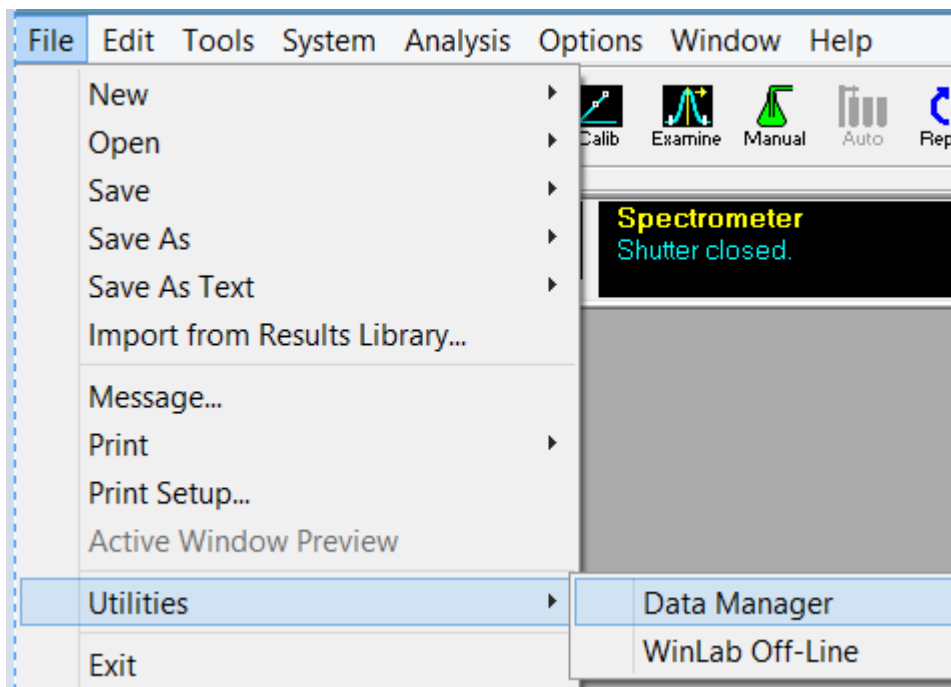 File Edit Tools System Analysis Options Window Help
New
Open
Save
Save As
Save As Text
Import from Results Library...
Message...
Print
Print Setup...
Active Window Preview
Utilities
Exit
Calib Examine Manual Auto Rep
Spectrometer
Shutter closed.
Data Manager
WinLab Off-Line